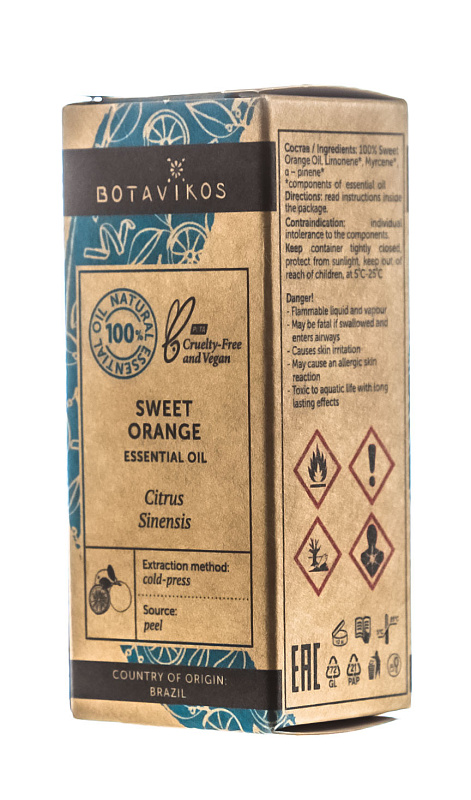 BOTAVIKOS
100% NATURAL ESSENTIAL OIL
PETA
Cruelty-Free
and Vegan
SWEET
ORANGE
ESSENTIAL OIL
Citrus
Sinensis
Extraction method:
cold-press
Source:
peel
COUNTRY OF ORIGIN:
BRAZIL
Состав / Ingredients: 100% Sweet
Orange Oil, Limonene*, Myrcene*,
α – pinene*
*components of essential oil
Directions: read instructions inside
the package.
Contraindication: individual
intolerance to the components.
Keep container tightly closed,
protect from sunlight, keep out of
reach of children, at 5°C-25°C
Danger!
- Flammable liquid and vapour
- May be fatal if swallowed and
enters airways
- Causes skin irritation
- May cause an allergic skin
reaction
- Toxic to aquatic life with long
lasting effects
EAC
72
GL
21
PAP